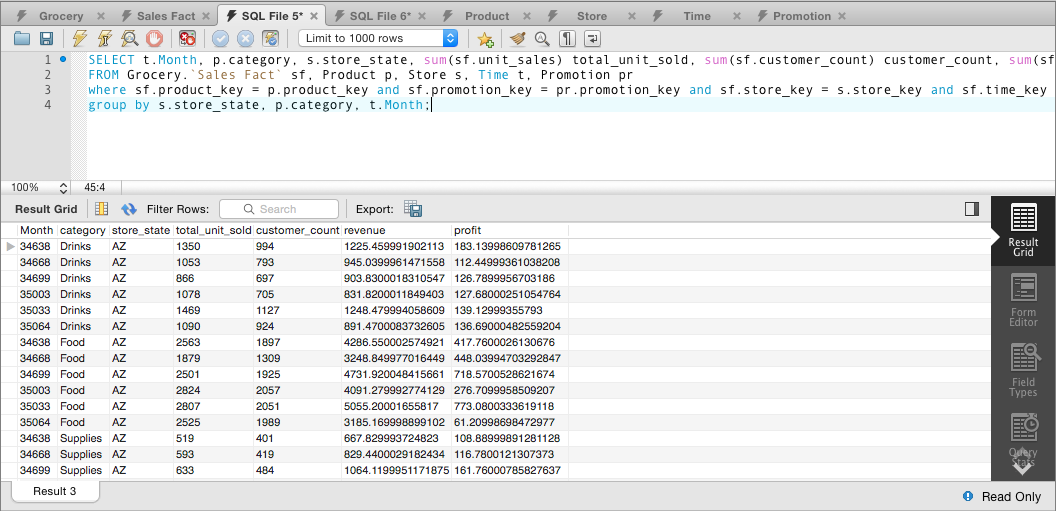 Grocery Sales Fact SQL File 5* SQL File 6* Product Store Time Promotion
Limit to 1000 rows
1 SELECT t.Month, p.category, s.store_state, sum(sf.unit_sales) total_unit_sold, sum(sf.customer_count) customer_count, sum(sf
2 FROM Grocery.`Sales Fact` sf, Product p, Store s, Time t, Promotion pr
3 where sf.product_key = p.product_key and sf.promotion_key = pr.promotion_key and sf.store_key = s.store_key and sf.time_key
4 group by s.store_state, p.category, t.Month;
100% 45:4
Result Grid Filter Rows: Search Export:
Month category store_state total_unit_sold customer_count revenue profit
34638 Drinks AZ 1350 994 1225.459991902113 183.13998609781265
34668 Drinks AZ 1053 793 945.0399961471558 112.44999361038208
34699 Drinks AZ 866 697 903.8300018310547 126.7899956703186
35003 Drinks AZ 1078 705 831.8200011849403 127.68000251054764
35033 Drinks AZ 1469 1127 1248.479994058609 139.12999355793
35064 Drinks AZ 1090 924 891.4700083732605 136.69000482559204
34638 Food AZ 2563 1897 4286.550002574921 417.7600026130676
34668 Food AZ 1879 1309 3248.849977016449 448.03994703292847
34699 Food AZ 2501 1925 4731.920048415661 718.5700528621674
35003 Food AZ 2824 2057 4091.279992774129 276.7099958509207
35033 Food AZ 2807 2051 5055.20001655817 773.0800333619118
35064 Food AZ 2525 1989 3185.169998899102 61.20998698472977
34638 Supplies AZ 519 401 667.829993724823 108.88999891281128
34668 Supplies AZ 593 419 829.4400029182434 116.7800121307373
34699 Supplies AZ 633 484 1064.1199951171875 161.76000785827637
Result
Grid
Form
Editor
Field
Types
Query
Stats
Result 3
Read Only